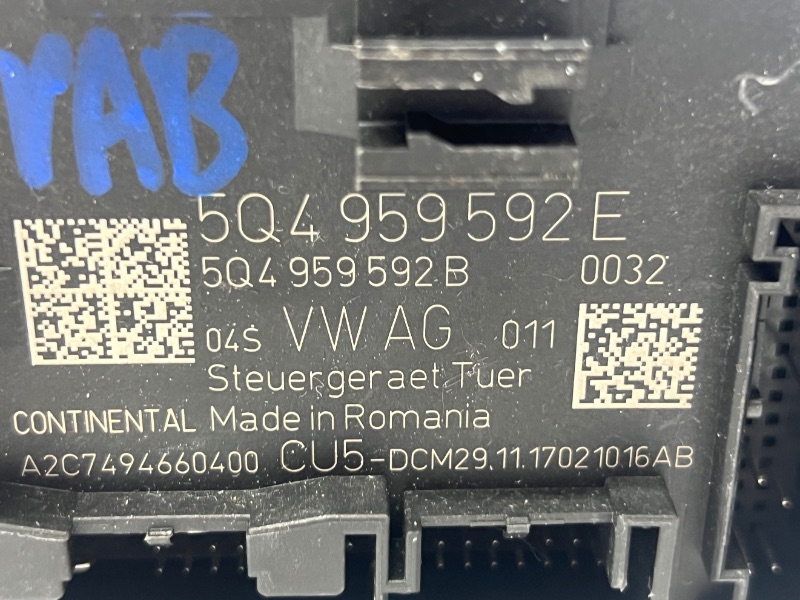 VAB
5Q4 959 592 E
5Q4 959 592 B 0032
04S VW AG 011
Steuergeraet Tuer
CONTINENTAL Made in Romania
A2C7494660400 CU5-DCM29.11.17021016AB